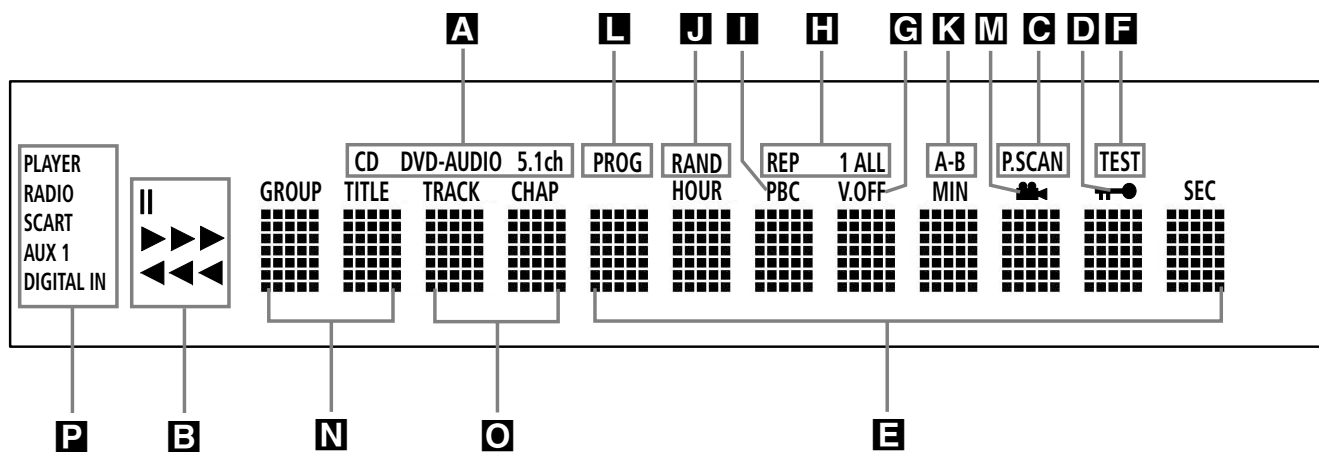 A L J I H G K M C D F
CD DVD-AUDIO 5.1ch PROG RAND REP 1 ALL A-B P.SCAN TEST
PLAYER
RADIO
SCART
AUX 1
DIGITAL IN
GROUP TITLE TRACK CHAP HOUR PBC V.OFF MIN SEC
P B N O E